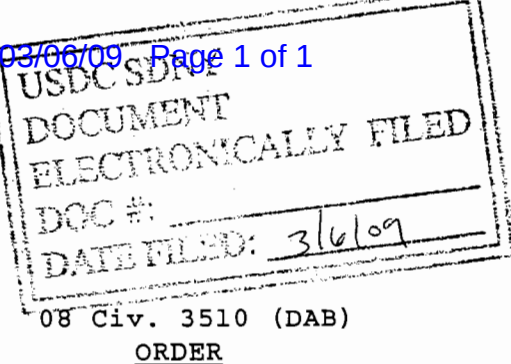 03/06/09 Page 1 of 1
USDC SDNY
DOCUMENT
ELECTRONICALLY FILED
DOC #:
DATE FILED: 3/6/09
08 Civ. 3510 (DAB)
ORDER